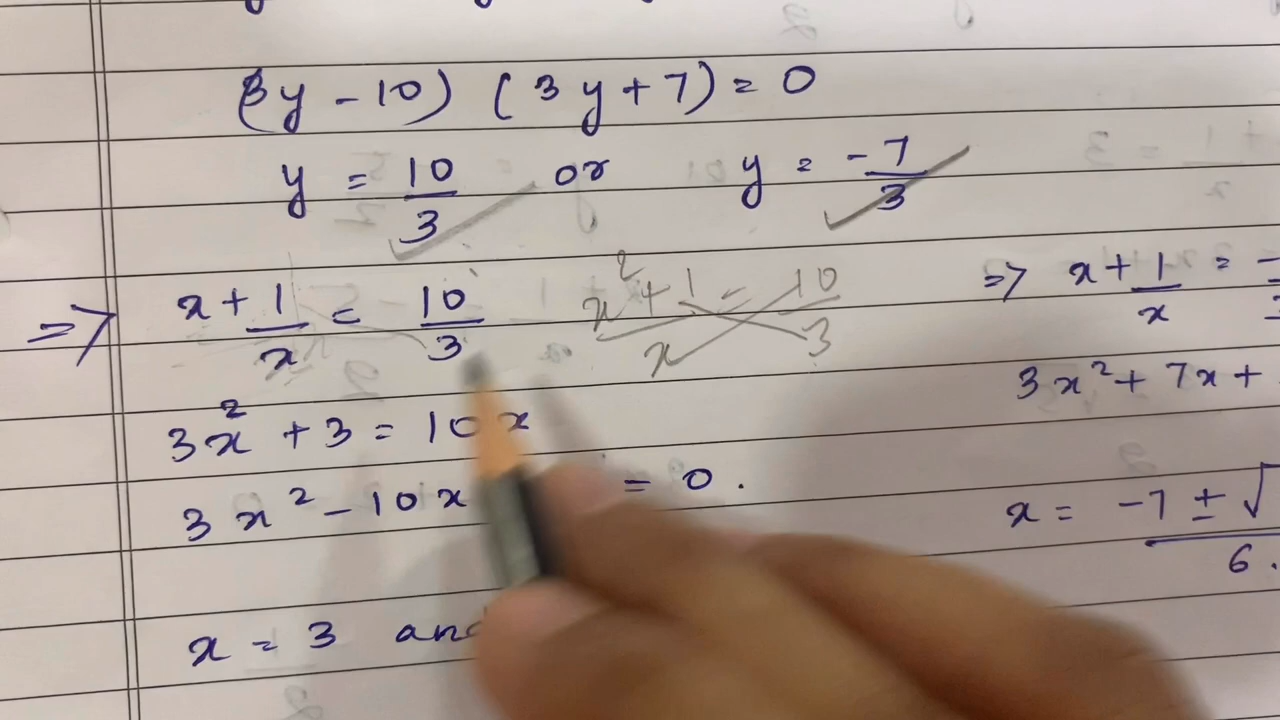 (3y - 10) (3y + 7) = 0
y = 10/3 or y = -7/3
=> x + 1/x = 10/3
x² + 1/x = 10/3
3x² + 3 = 10x
3x² - 10x = 0.
x = 3 and
=> x + 1/x = -
3x² + 7x +
x = -7 ± √
6.